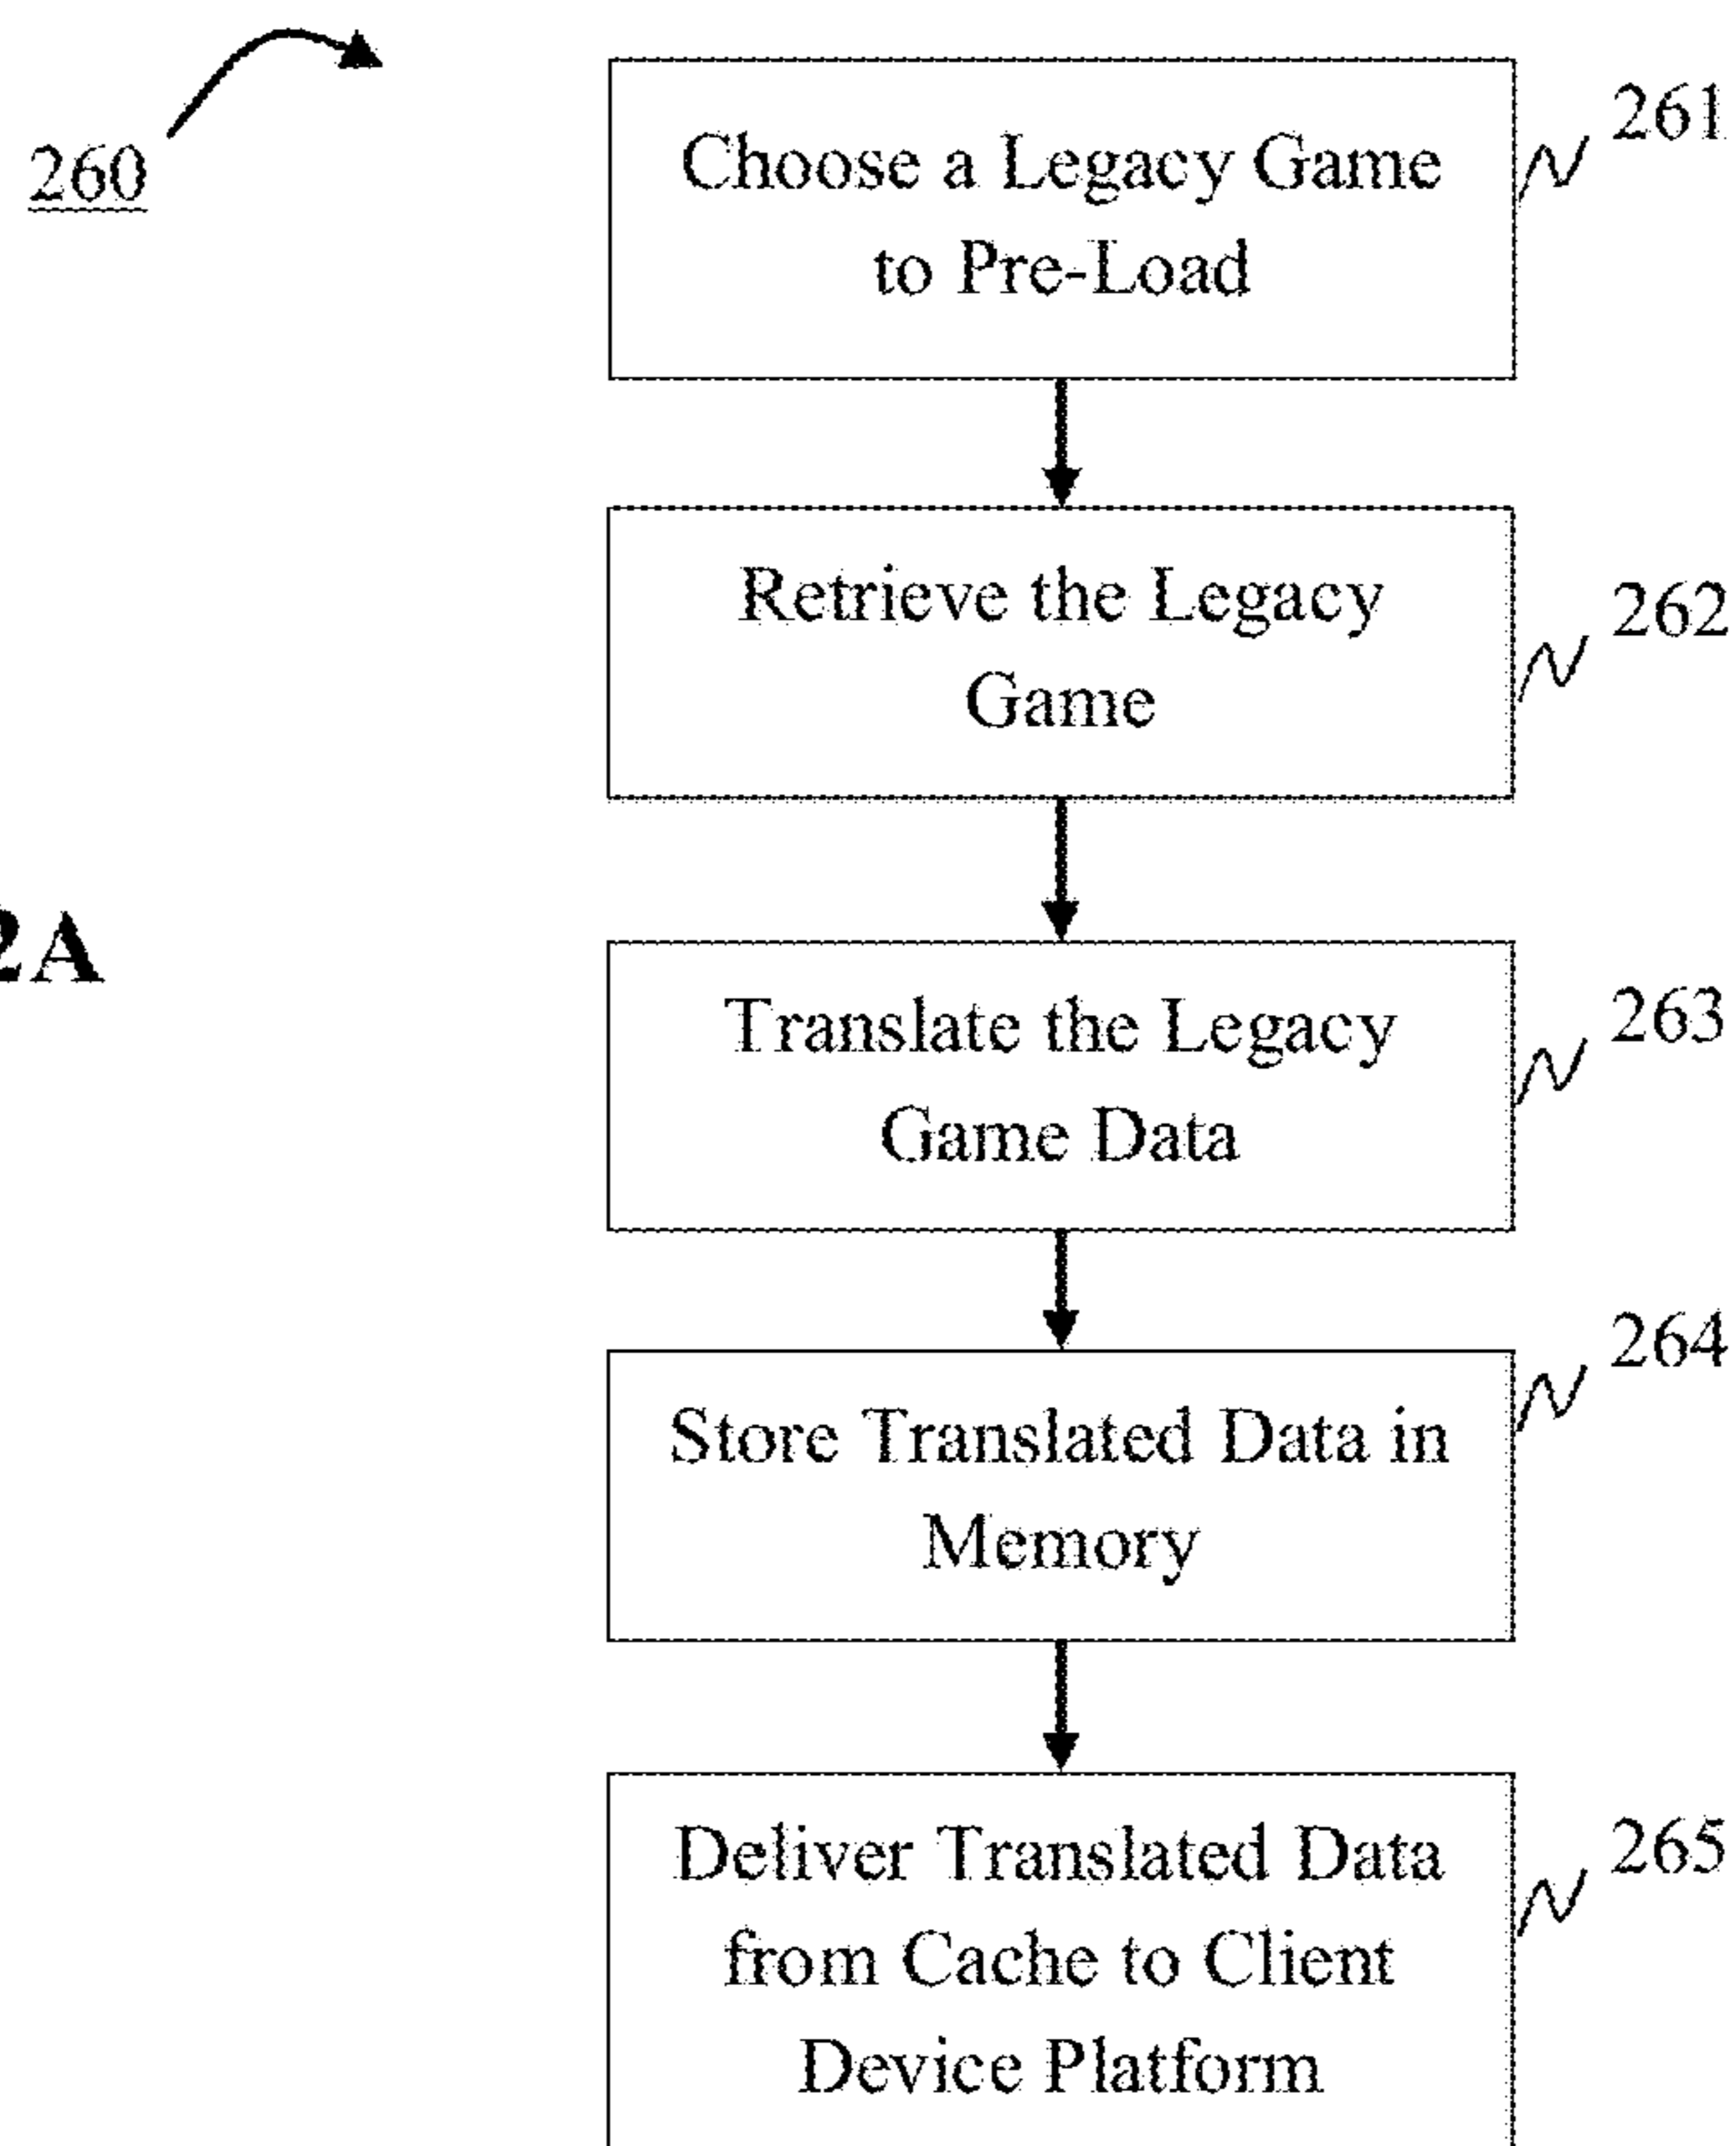 260
Choose a Legacy Game
to Pre-Load
261
Retrieve the Legacy
Game
262
2A
Translate the Legacy
Game Data
263
Store Translated Data in
Memory
264
Deliver Translated Data
from Cache to Client
Device Platform
265